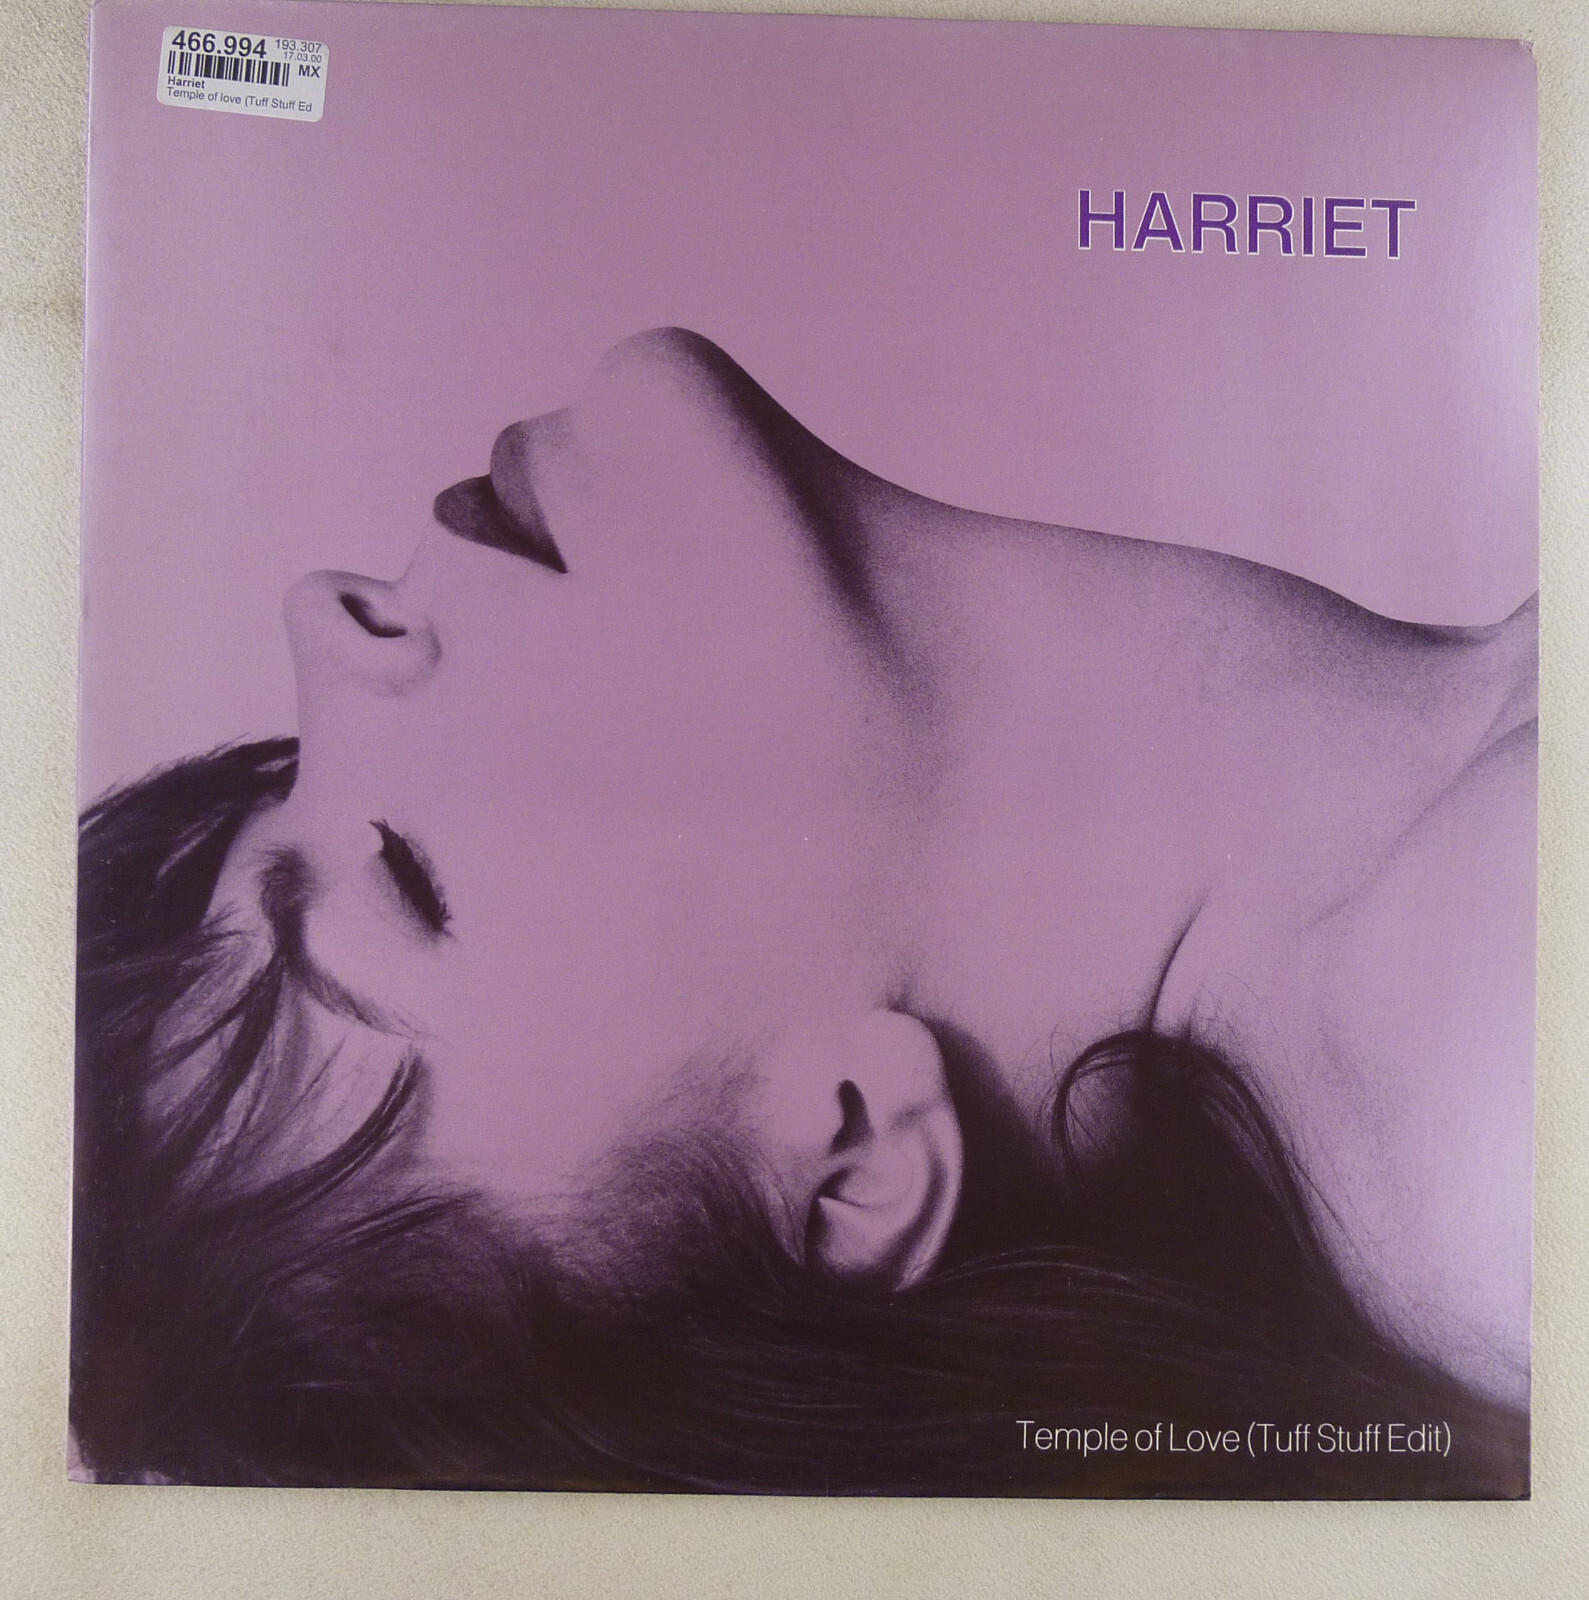 466.994 193.307
17.03.00
MX
Harriet
Temple of love (Tuff Stuff Ed
HARRIET
Temple of Love (Tuff Stuff Edit)